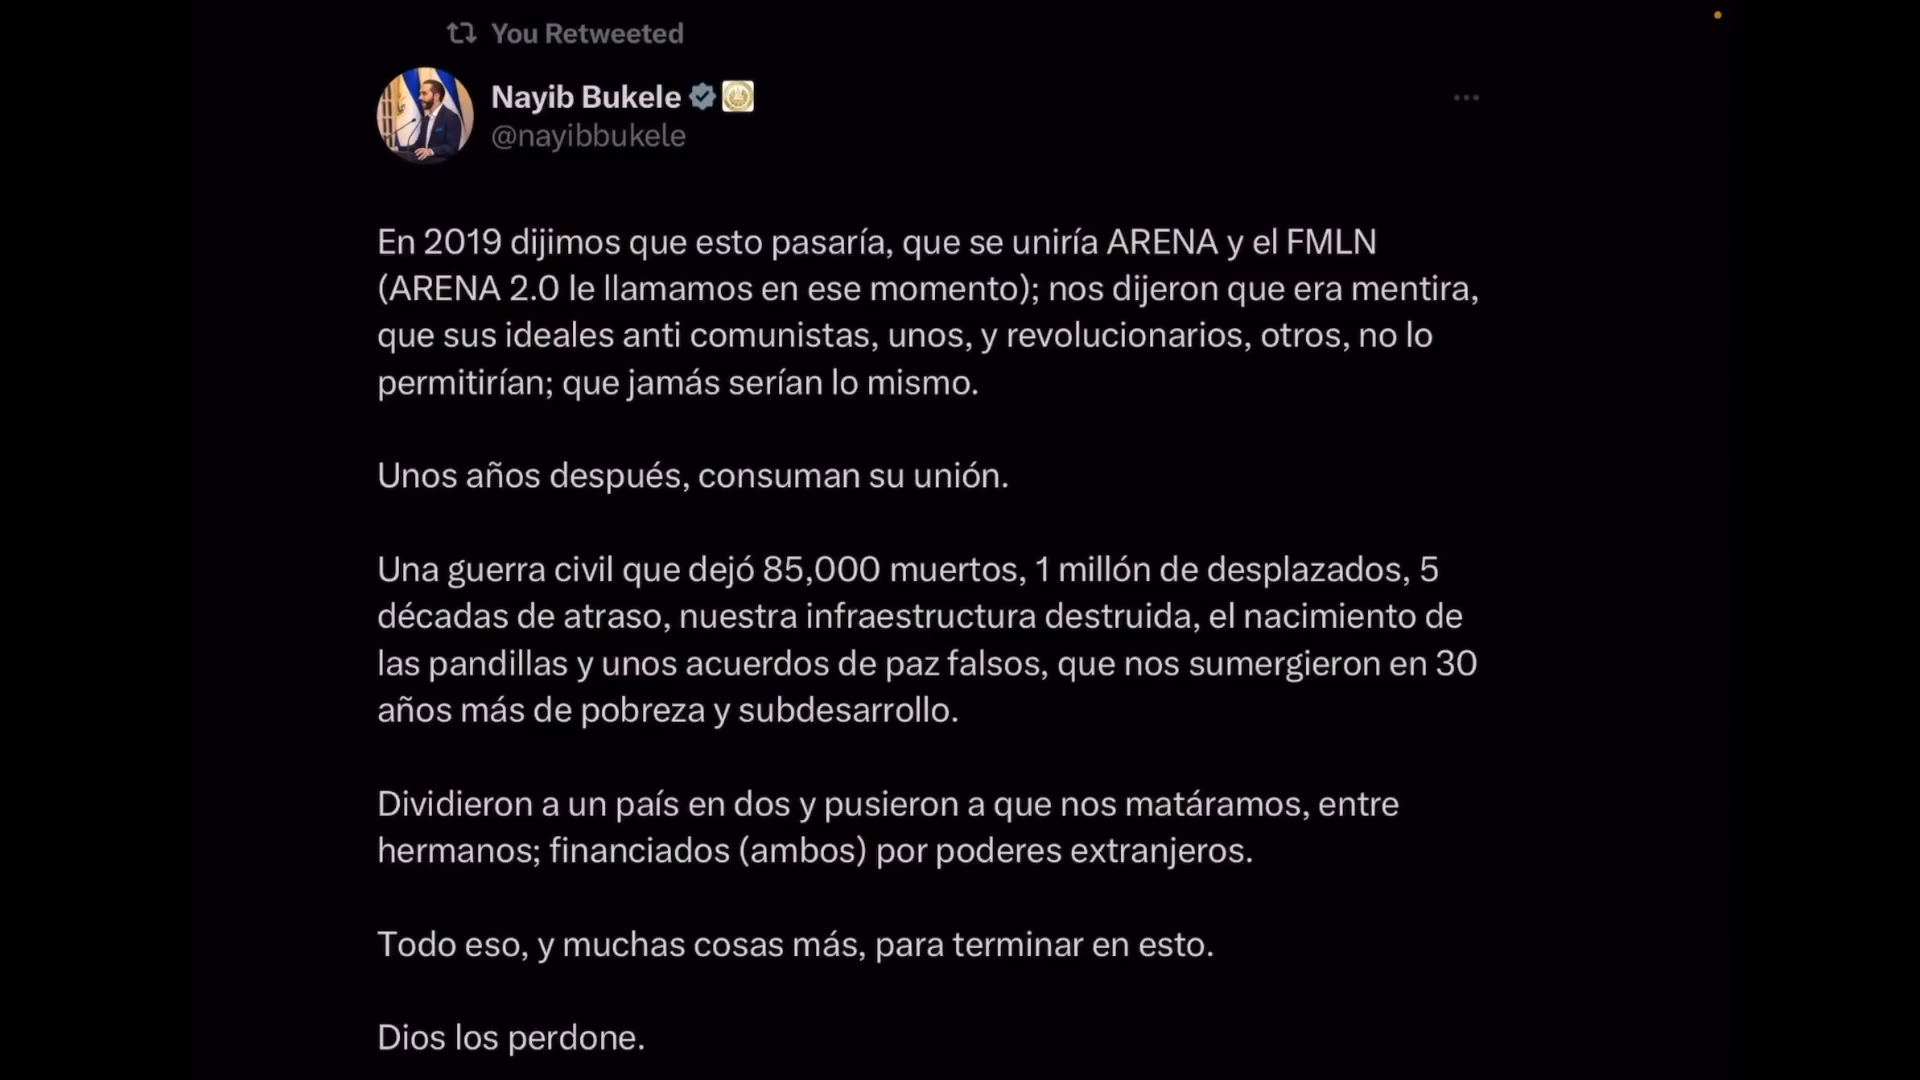 You Retweeted
Nayib Bukele
@nayibbukele
En 2019 dijimos que esto pasaría, que se uniría ARENA y el FMLN
(ARENA 2.0 le llamamos en ese momento); nos dijeron que era mentira,
que sus ideales anti comunistas, unos, y revolucionarios, otros, no lo
permitirían; que jamás serían lo mismo.
Unos años después, consuman su unión.
Una guerra civil que dejó 85,000 muertos, 1 millón de desplazados, 5
décadas de atraso, nuestra infraestructura destruida, el nacimiento de
las pandillas y unos acuerdos de paz falsos, que nos sumergieron en 30
años más de pobreza y subdesarrollo.
Dividieron a un país en dos y pusieron a que nos matáramos, entre
hermanos; financiados (ambos) por poderes extranjeros.
Todo eso, y muchas cosas más, para terminar en esto.
Dios los perdone.